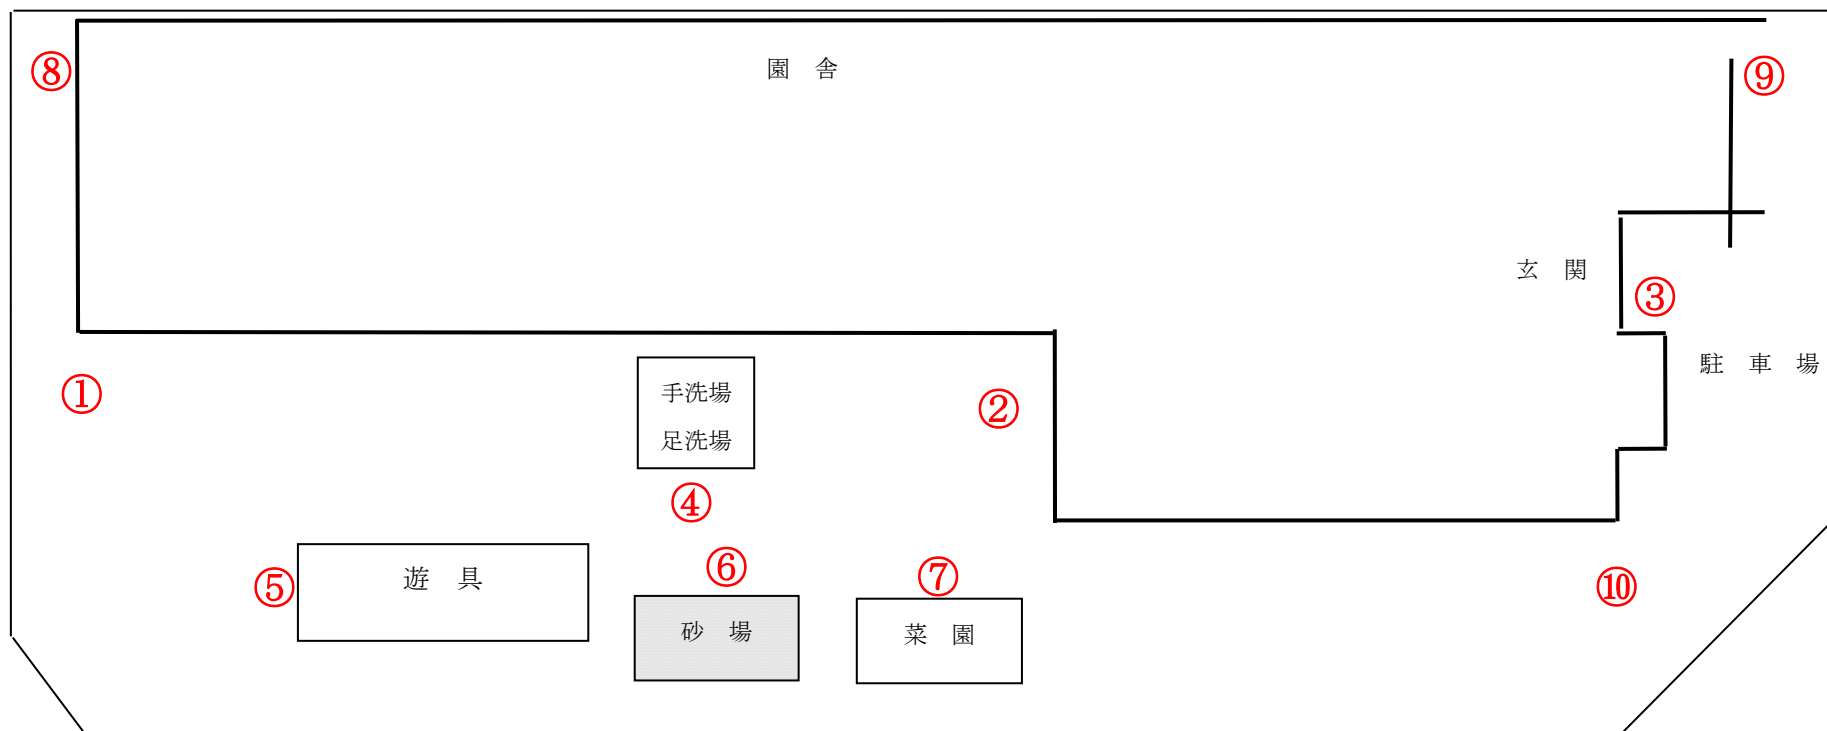 ⑧
園 舎
⑨
玄 関
③
駐 車 場
①
手洗場
足洗場
②
④
⑤
遊 具
⑥
砂 場
⑦
菜 園
⑩